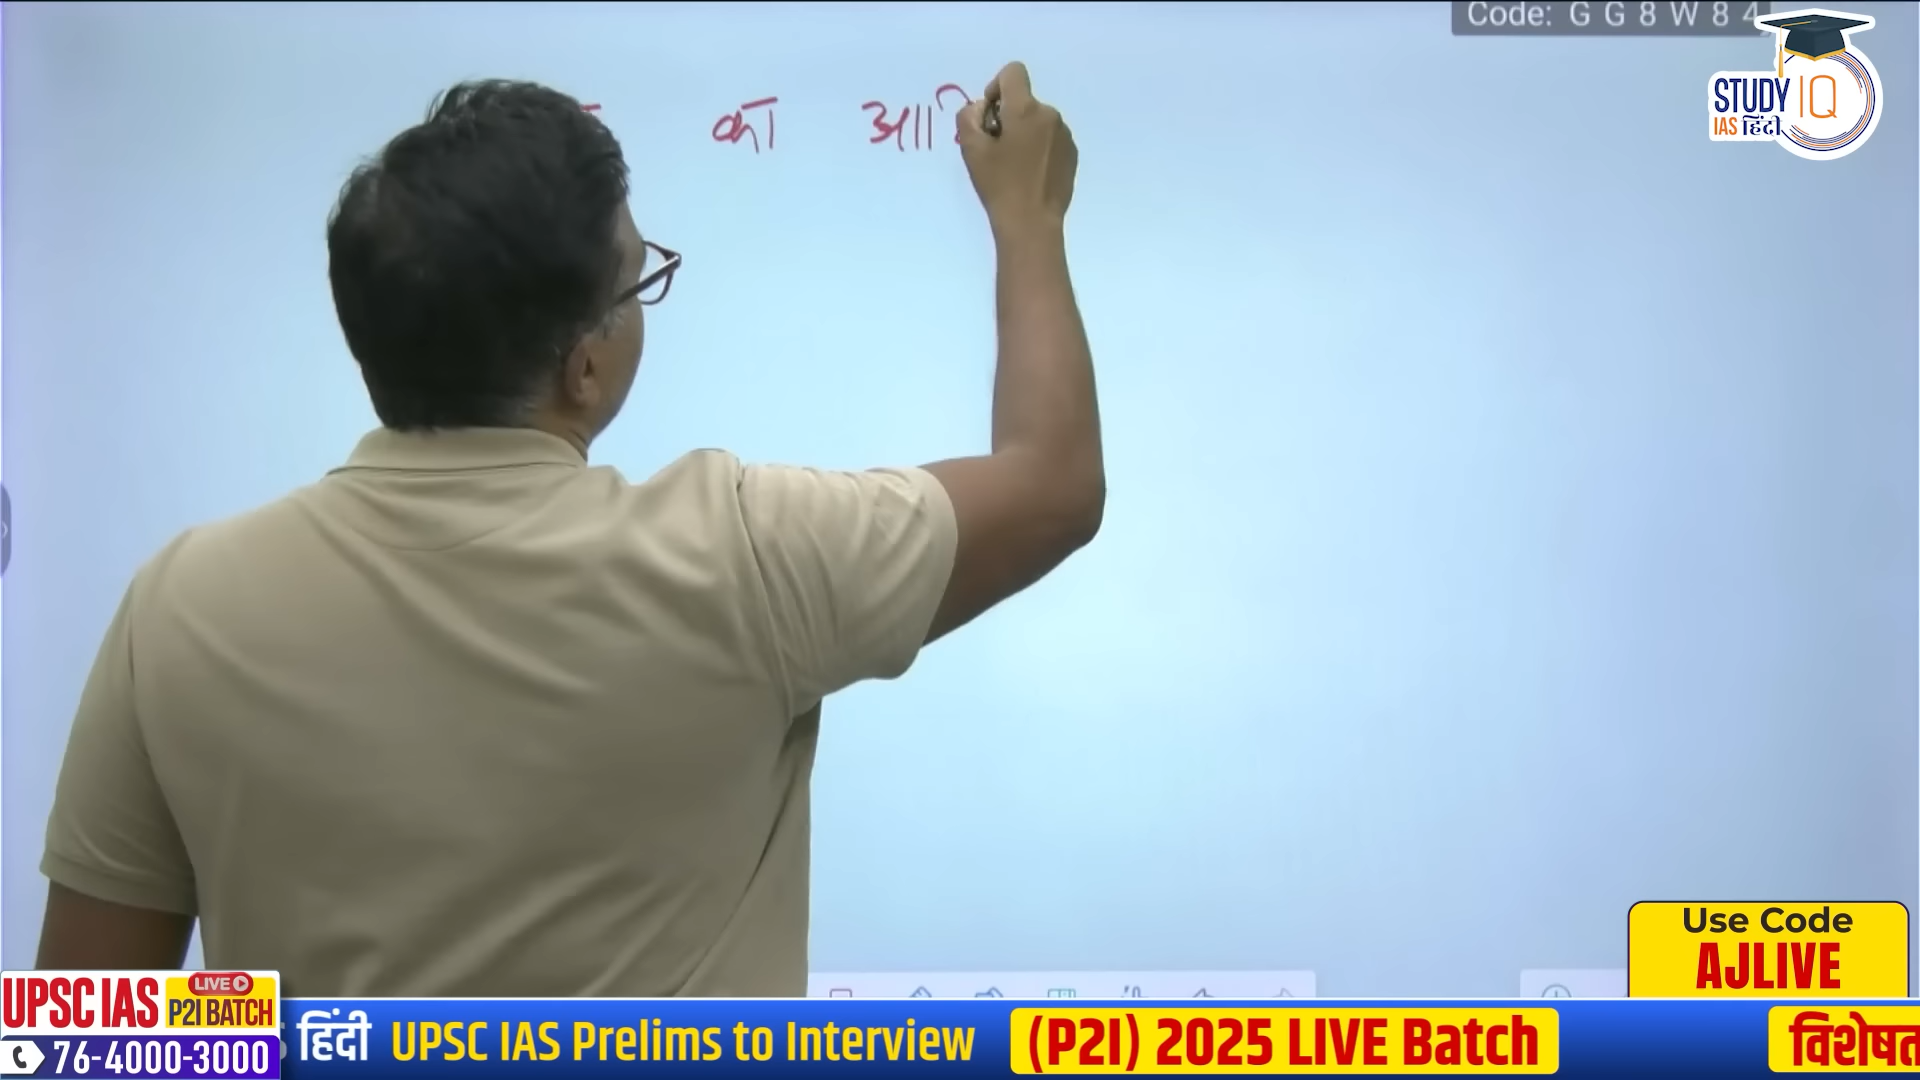 Code: G G 8 W 8 4
STUDY IQ
IAS हिंदी
का
Use Code
AJLIVE
UPSC IAS
LIVE
P2I BATCH
76-4000-3000
हिंदी UPSC IAS Prelims to Interview (P2I) 2025 LIVE Batch